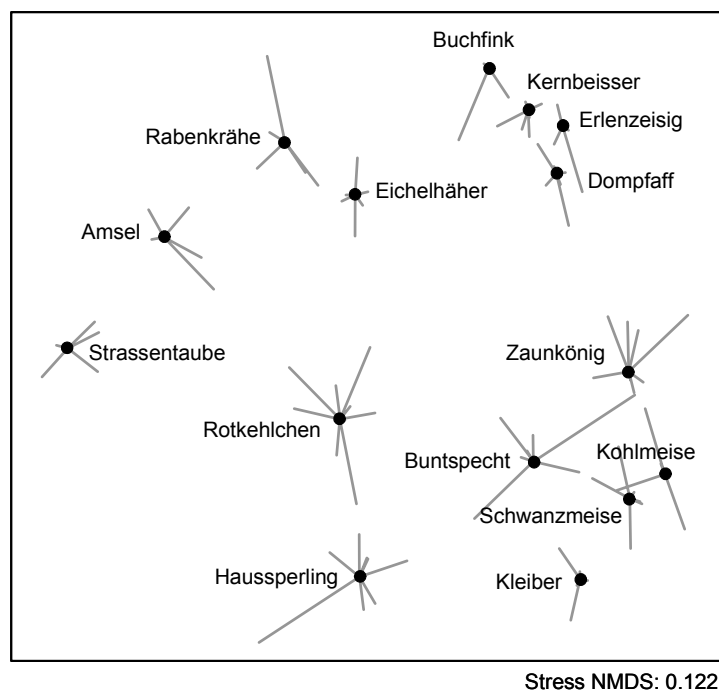 Buchfink
Kernbeisser
Erlenzeisig
Rabenkrähe
Dompfaff
Eichelhäher
Amsel
Strassentaube
Zaunkönig
Rotkehlchen
Kohlmeise
Buntspecht
Schwanzmeise
Haussperling
Kleiber
Stress NMDS: 0.122